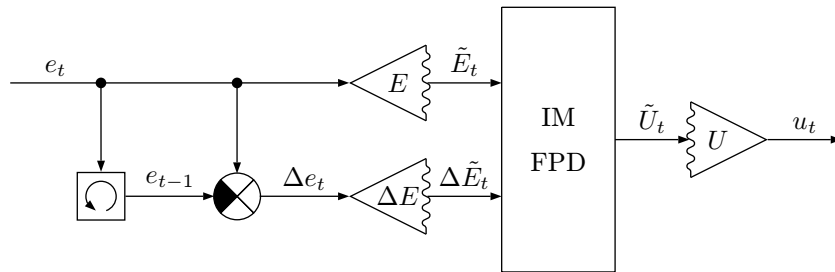 e_t
E
Ẽ_t
IM
FPD
Ũ_t
U
u_t
e_{t−1}
Δe_t
ΔE
ΔẼ_t